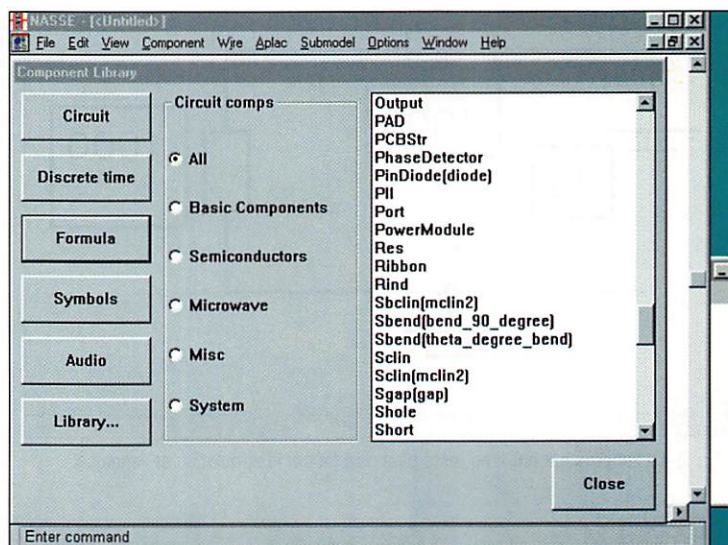 NASSE - [<Untitled>]
File Edit View Component Wire Aplac Submodel Options Window Help
Component Library
Circuit
Discrete time
Formula
Symbols
Audio
Library...
Circuit comps
All
Basic Components
Semiconductors
Microwave
Misc
System
Output
PAD
PCBStr
PhaseDetector
PinDiode(diode)
Pll
Port
PowerModule
Res
Ribbon
Rind
Sbclin(mclin2)
Sbend(bend_90_degree)
Sbend(theta_degree_bend)
Sclin
Sclin(mclin2)
Sgap(gap)
Shole
Short
Close
Enter command